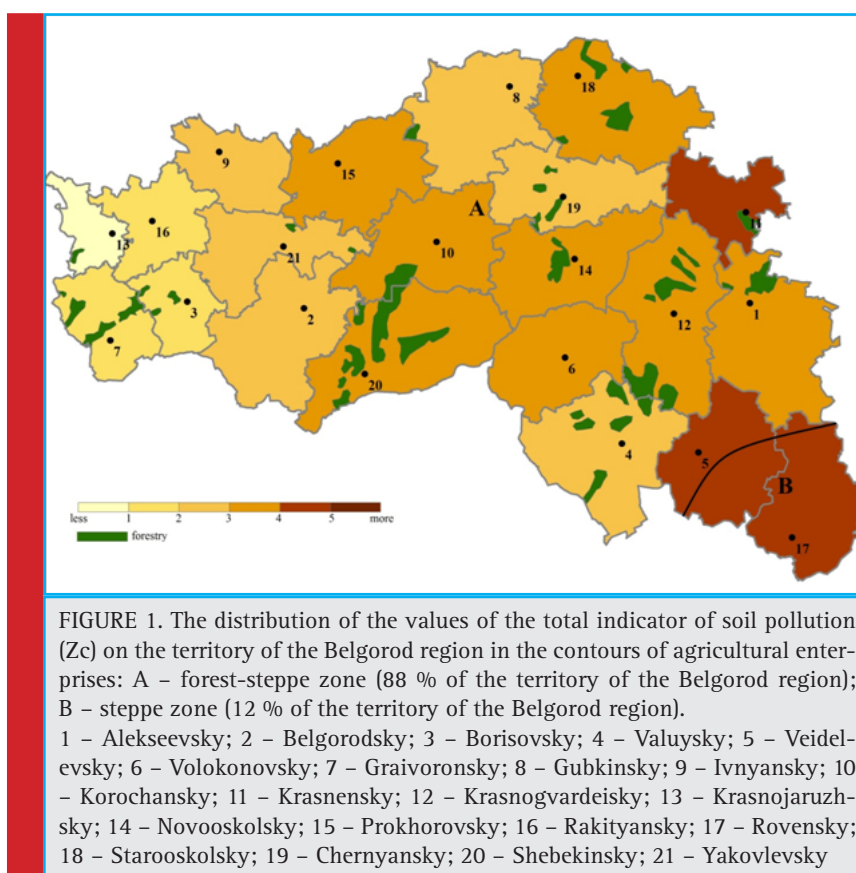 8
18
9
15
A
19
11
16
13
10
21
14
1
3
2
12
7
6
20
4
5
B
17
less 1 2 3 4 5 more
forestry
FIGURE 1. The distribution of the values of the total indicator of soil pollution
(Zc) on the territory of the Belgorod region in the contours of agricultural enter-
prises: A – forest-steppe zone (88 % of the territory of the Belgorod region);
B – steppe zone (12 % of the territory of the Belgorod region).
1 – Alekseevsky; 2 – Belgorodsky; 3 – Borisovsky; 4 – Valuysky; 5 – Veidel-
evsky; 6 – Volokonovsky; 7 – Graivoronsky; 8 – Gubkinsky; 9 – Ivnyansky; 10
– Korochansky; 11 – Krasnensky; 12 – Krasnogvardeisky; 13 – Krasnojaruzh-
sky; 14 – Novooskolsky; 15 – Prokhorovsky; 16 – Rakityansky; 17 – Rovensky;
18 – Starooskolsky; 19 – Chernyansky; 20 – Shebekinsky; 21 – Yakovlevsky